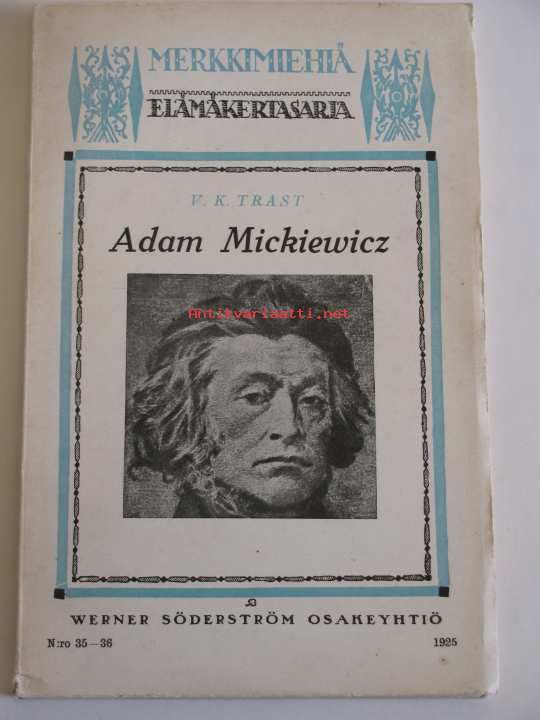 MERKKIMIEHIÄ
ELÄMÄKERTASARJA
V. K. TRAST
Adam Mickiewicz
Antikvariaatti.net
WERNER SÖDERSTRÖM OSAKEYHTIÖ
N:ro 35—36 1925